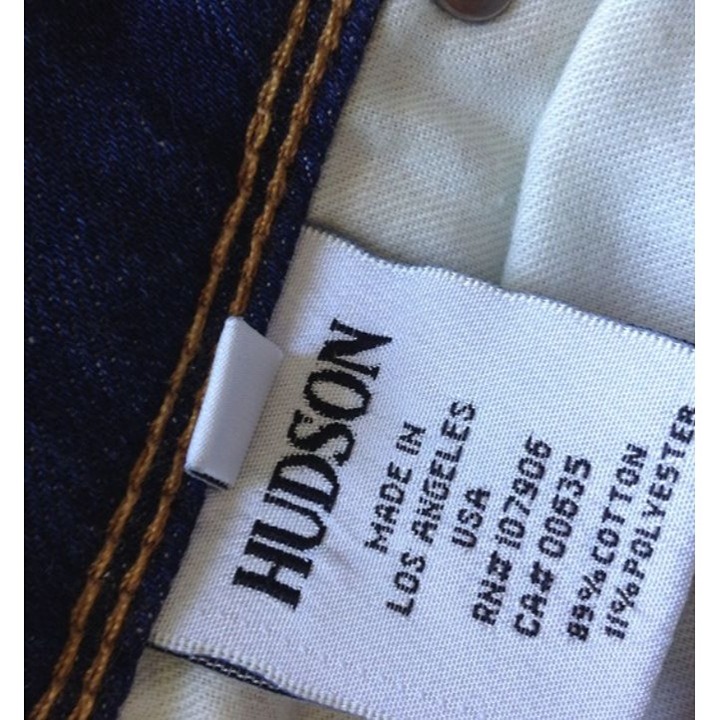 HUDSON
MADE IN
LOS ANGELES
USA
RN# 107906
CA# 00635
89% COTTON
11% POLYESTER